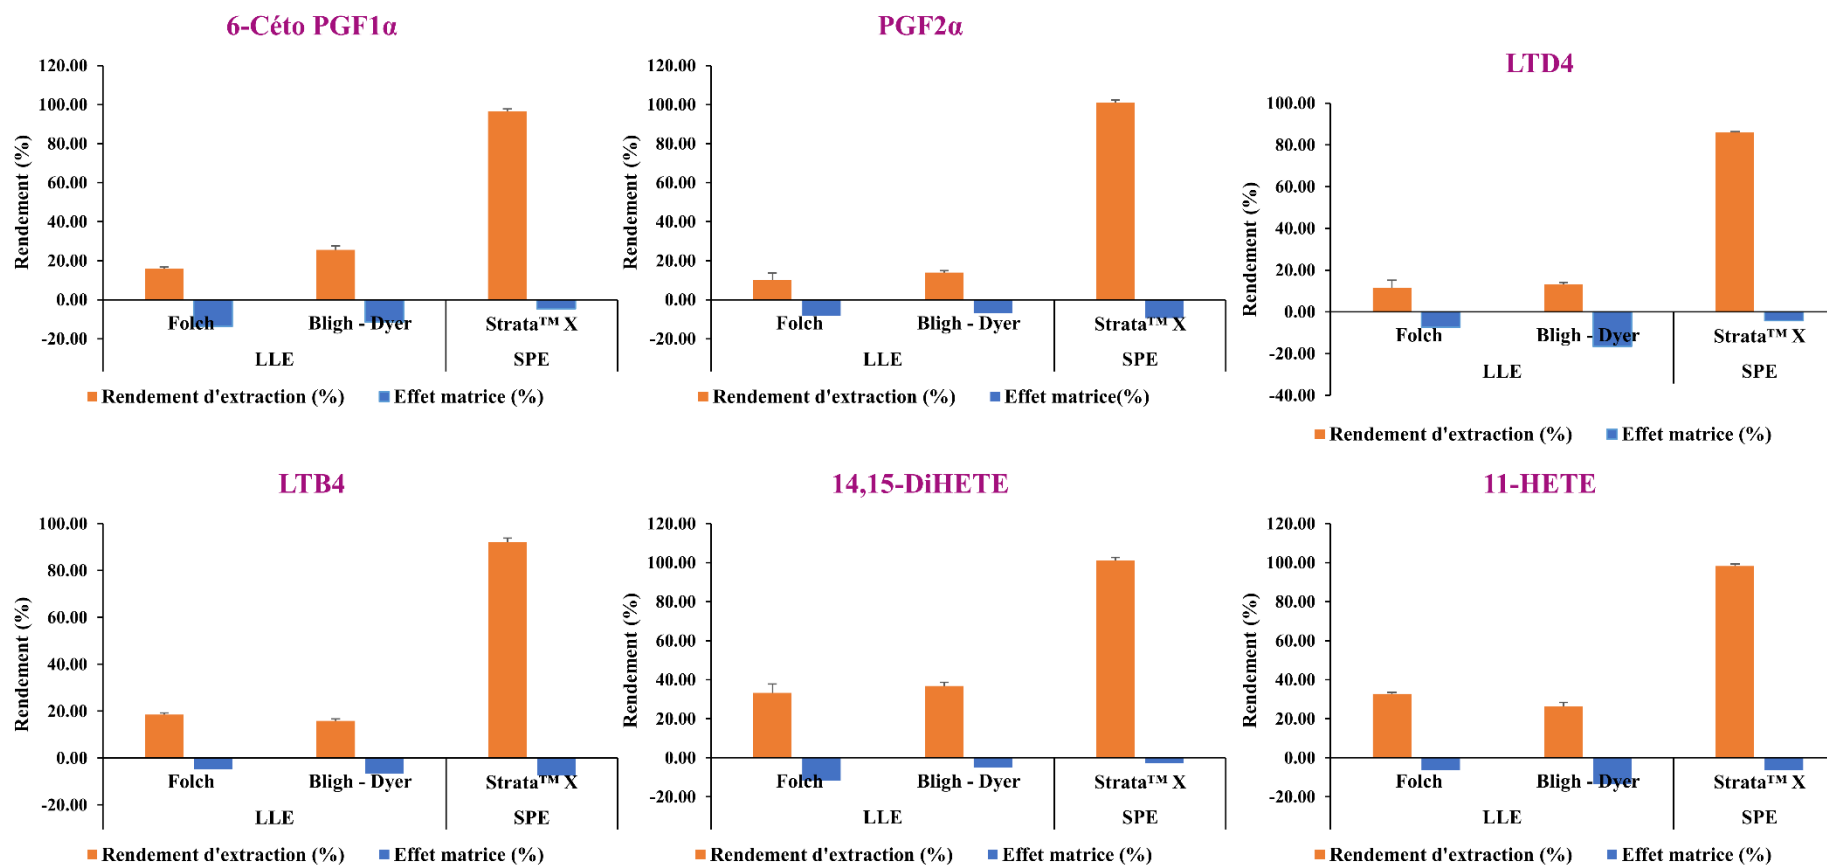 6-Céto PGF1α
120.00
100.00
80.00
60.00
40.00
20.00
0.00
-20.00
Rendement (%)
Folch
Bligh - Dyer
Strata™ X
LLE
SPE
Rendement d'extraction (%)
Effet matrice (%)
PGF2α
120.00
100.00
80.00
60.00
40.00
20.00
0.00
-20.00
Rendement (%)
Folch
Bligh - Dyer
Strata™ X
LLE
SPE
Rendement d'extraction (%)
Effet matrice(%)
LTD4
100.00
80.00
60.00
40.00
20.00
0.00
-20.00
-40.00
Rendement (%)
Folch
Bligh - Dyer
Strata™ X
LLE
SPE
Rendement d'extraction (%)
Effet matrice (%)
LTB4
100.00
80.00
60.00
40.00
20.00
0.00
-20.00
Rendement (%)
Folch
Bligh - Dyer
Strata™ X
LLE
SPE
Rendement d'extraction (%)
Effet matrice (%)
14,15-DiHETE
120.00
100.00
80.00
60.00
40.00
20.00
0.00
-20.00
Rendement (%)
Folch
Bligh - Dyer
Strata™ X
LLE
SPE
Rendement d'extraction (%)
Effet matrice (%)
11-HETE
120.00
100.00
80.00
60.00
40.00
20.00
0.00
-20.00
Rendement (%)
Folch
Bligh - Dyer
Strata™ X
LLE
SPE
Rendement d'extraction (%)
Effet matrice (%)